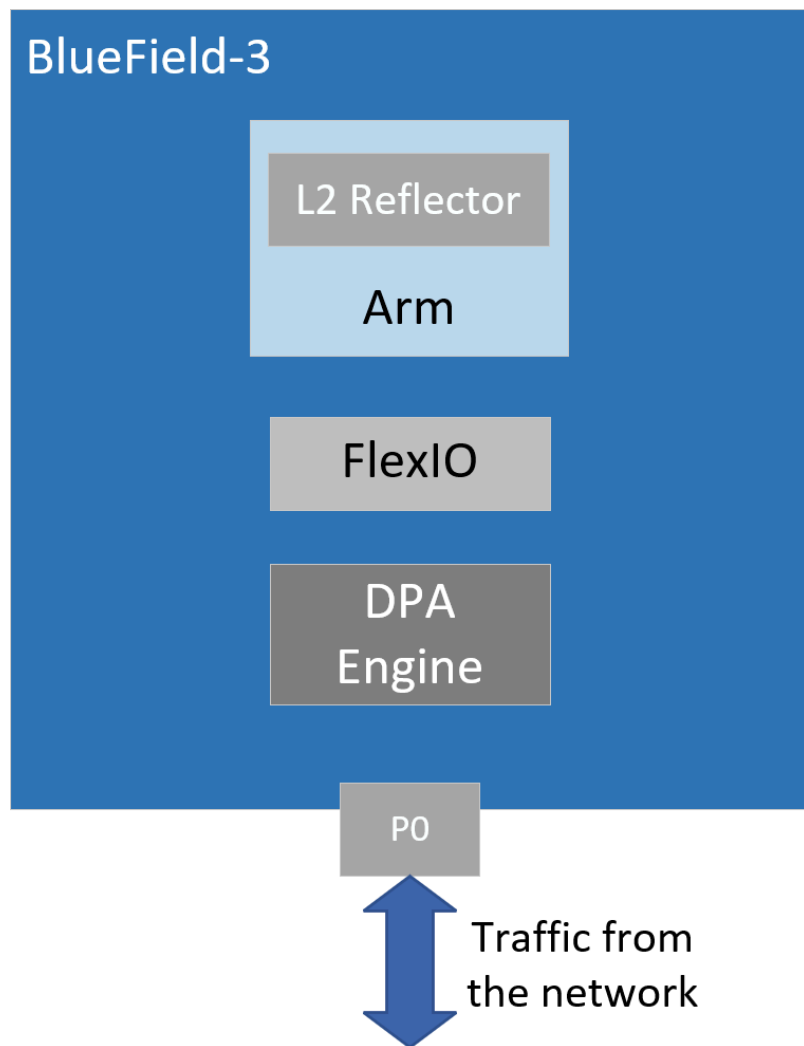 BlueField-3
L2 Reflector
Arm
FlexIO
DPA
Engine
P0
Traffic from
the network